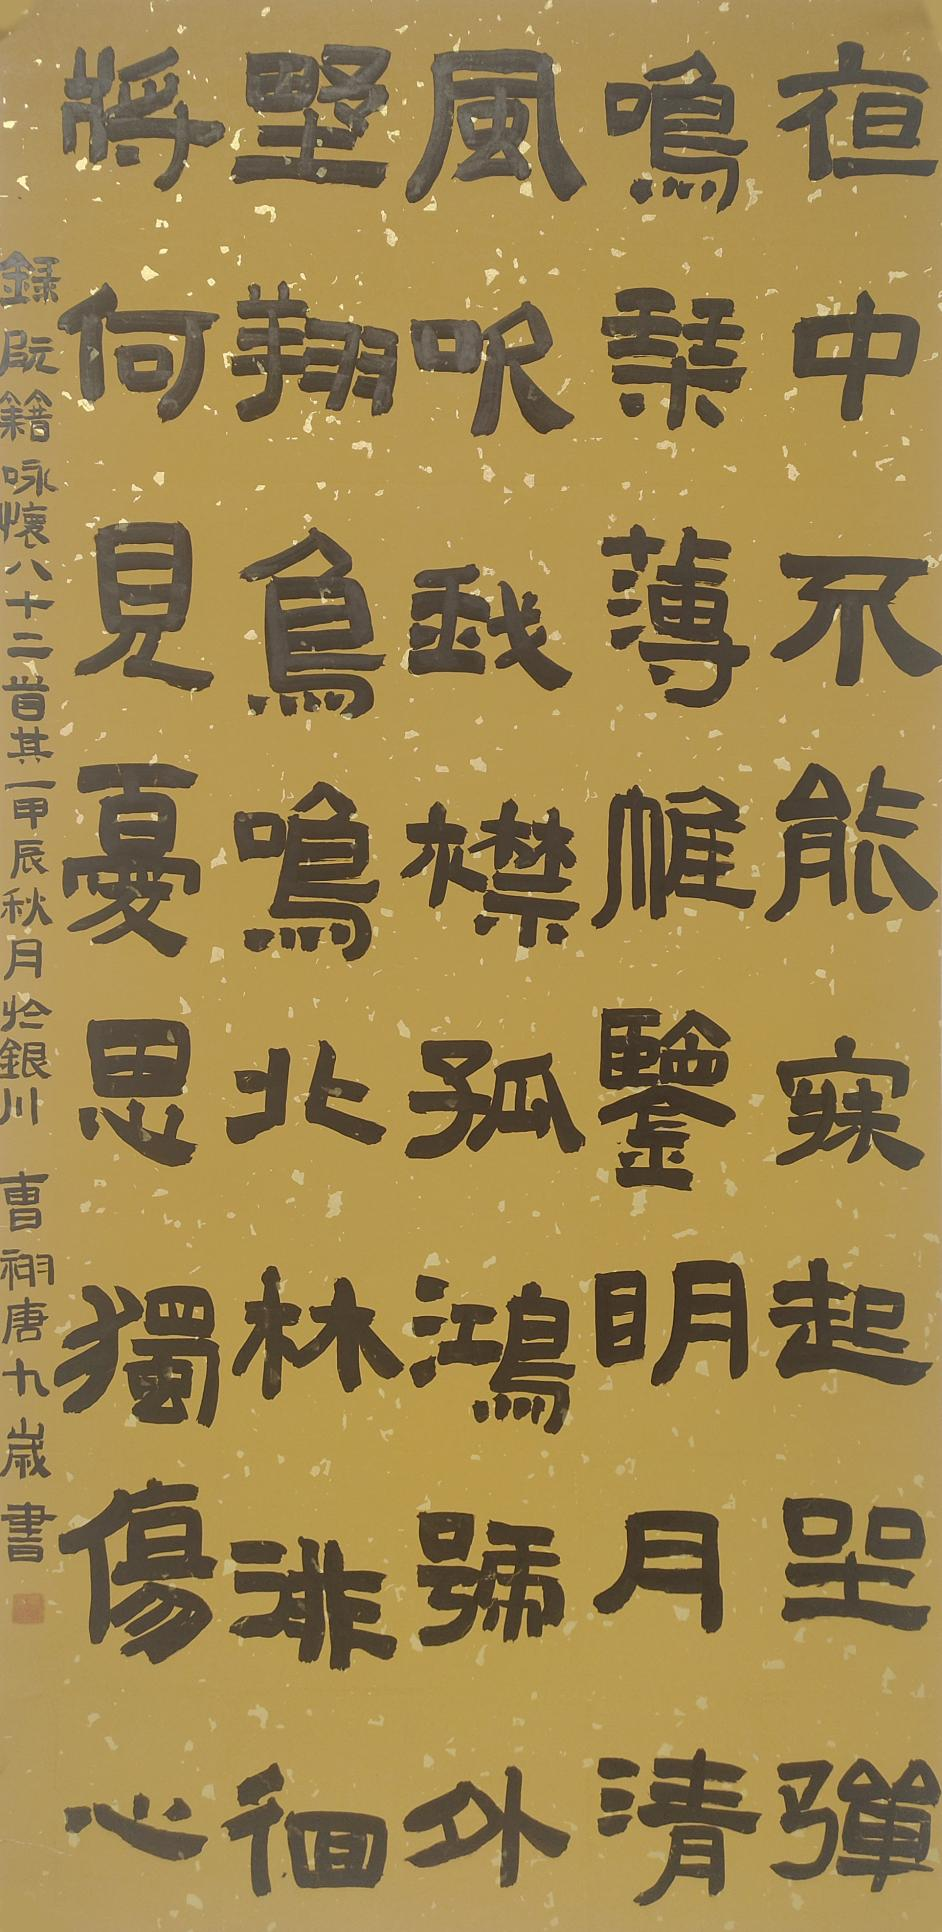 夜中不能寐起坐彈
鳴琴薄帷鑒明月清
風吹我襟孤鴻號外
墅翔鳥鳴北林徘徊
將何見憂思獨傷心
錄阮籍咏懷八十二首其一甲辰秋月於銀川 曹祤唐九歲書